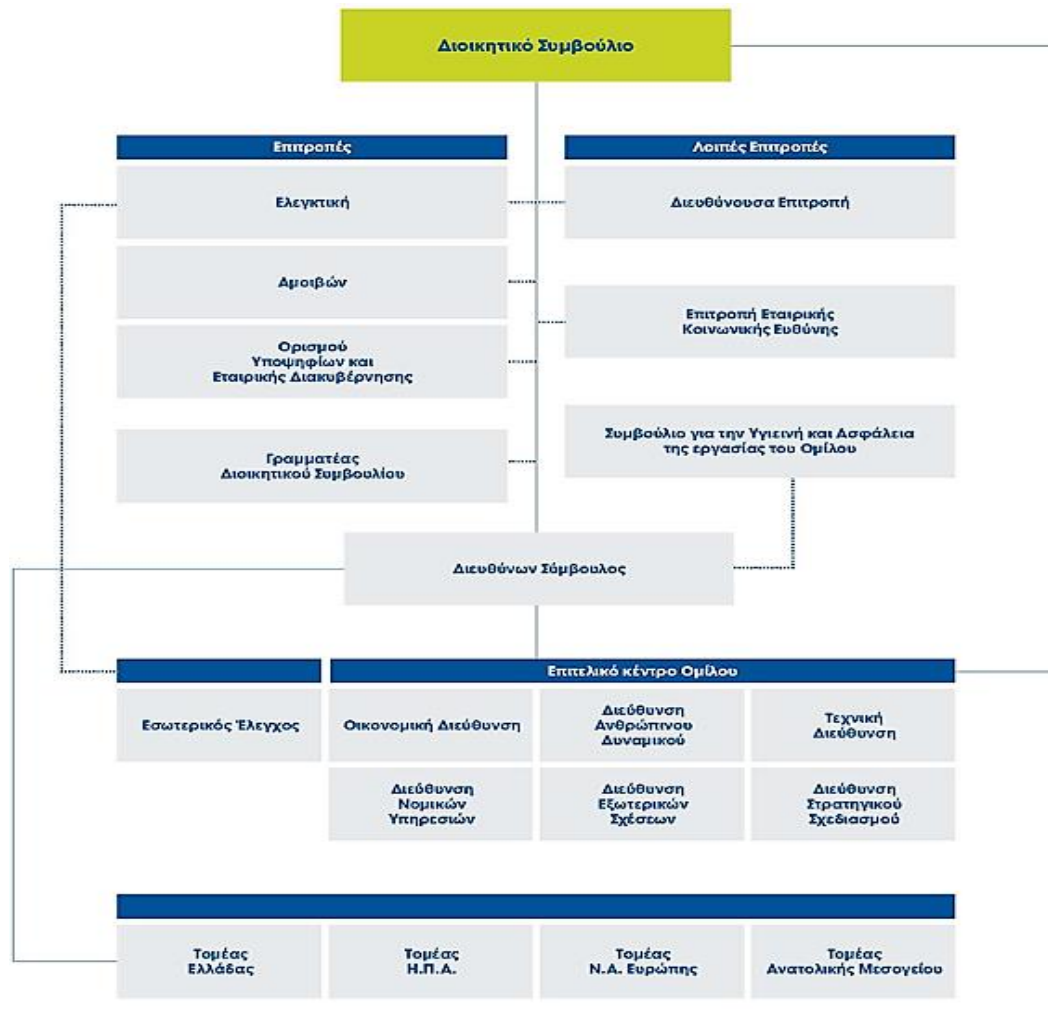 Διοικητικό Συμβούλιο
Επιτροπές
Ελεγκτική
Αμοιβών
Ορισμού
Υποψηφίων και
Εταιρικής Διακυβέρνησης
Γραμματέας
Διοικητικού Συμβουλίου
Λοιπές Επιτροπές
Διευθύνουσα Επιτροπή
Επιτροπή Εταιρικής
Κοινωνικής Ευθύνης
Συμβούλιο για την Υγιεινή και Ασφάλεια
της εργασίας του Ομίλου
Διευθύνων Σύμβουλος
Επιτελικό κέντρο Ομίλου
Εσωτερικός Έλεγχος
Οικονομική Διεύθυνση
Διεύθυνση
Ανθρώπινου
Δυναμικού
Τεχνική
Διεύθυνση
Διεύθυνση
Νομικών
Υπηρεσιών
Διεύθυνση
Εξωτερικών
Σχέσεων
Διεύθυνση
Στρατηγικού
Σχεδιασμού
Τομέας
Ελλάδας
Τομέας
Η.Π.Α.
Τομέας
Ν.Α. Ευρώπης
Τομέας
Ανατολικής Μεσογείου